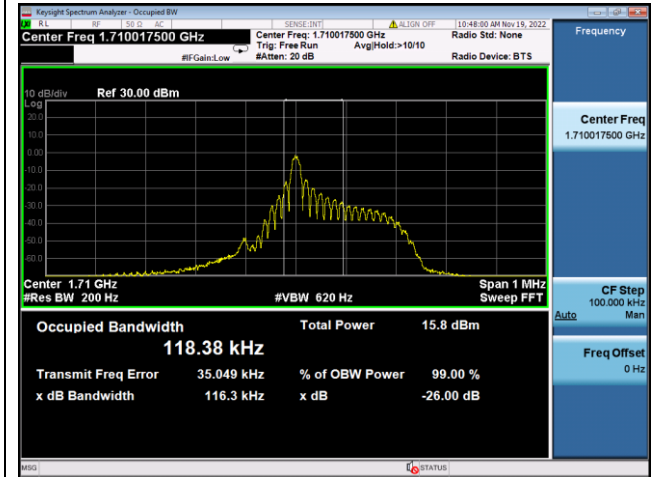 Keysight Spectrum Analyzer - Occupied BW
RL RF 50 Ω AC SENSE:INT ALIGN OFF 10:48:00 AM Nov 19, 2022
Center Freq 1.710017500 GHz Center Freq: 1.710017500 GHz Radio Std: None Frequency
Trig: Free Run Avg|Hold:>10/10
#IFGain:Low #Atten: 20 dB Radio Device: BTS
10 dB/div Ref 30.00 dBm
Log
20.0
10.0
0.00
-10.0
-20.0
-30.0
-40.0
-50.0
-60.0
Center Freq
1.710017500 GHz
Center 1.71 GHz Span 1 MHz
#Res BW 200 Hz #VBW 620 Hz Sweep FFT
CF Step
100.000 kHz
Auto Man
Occupied Bandwidth Total Power 15.8 dBm
118.38 kHz
Freq Offset
0 Hz
Transmit Freq Error 35.049 kHz % of OBW Power 99.00 %
x dB Bandwidth 116.3 kHz x dB -26.00 dB
MSG STATUS